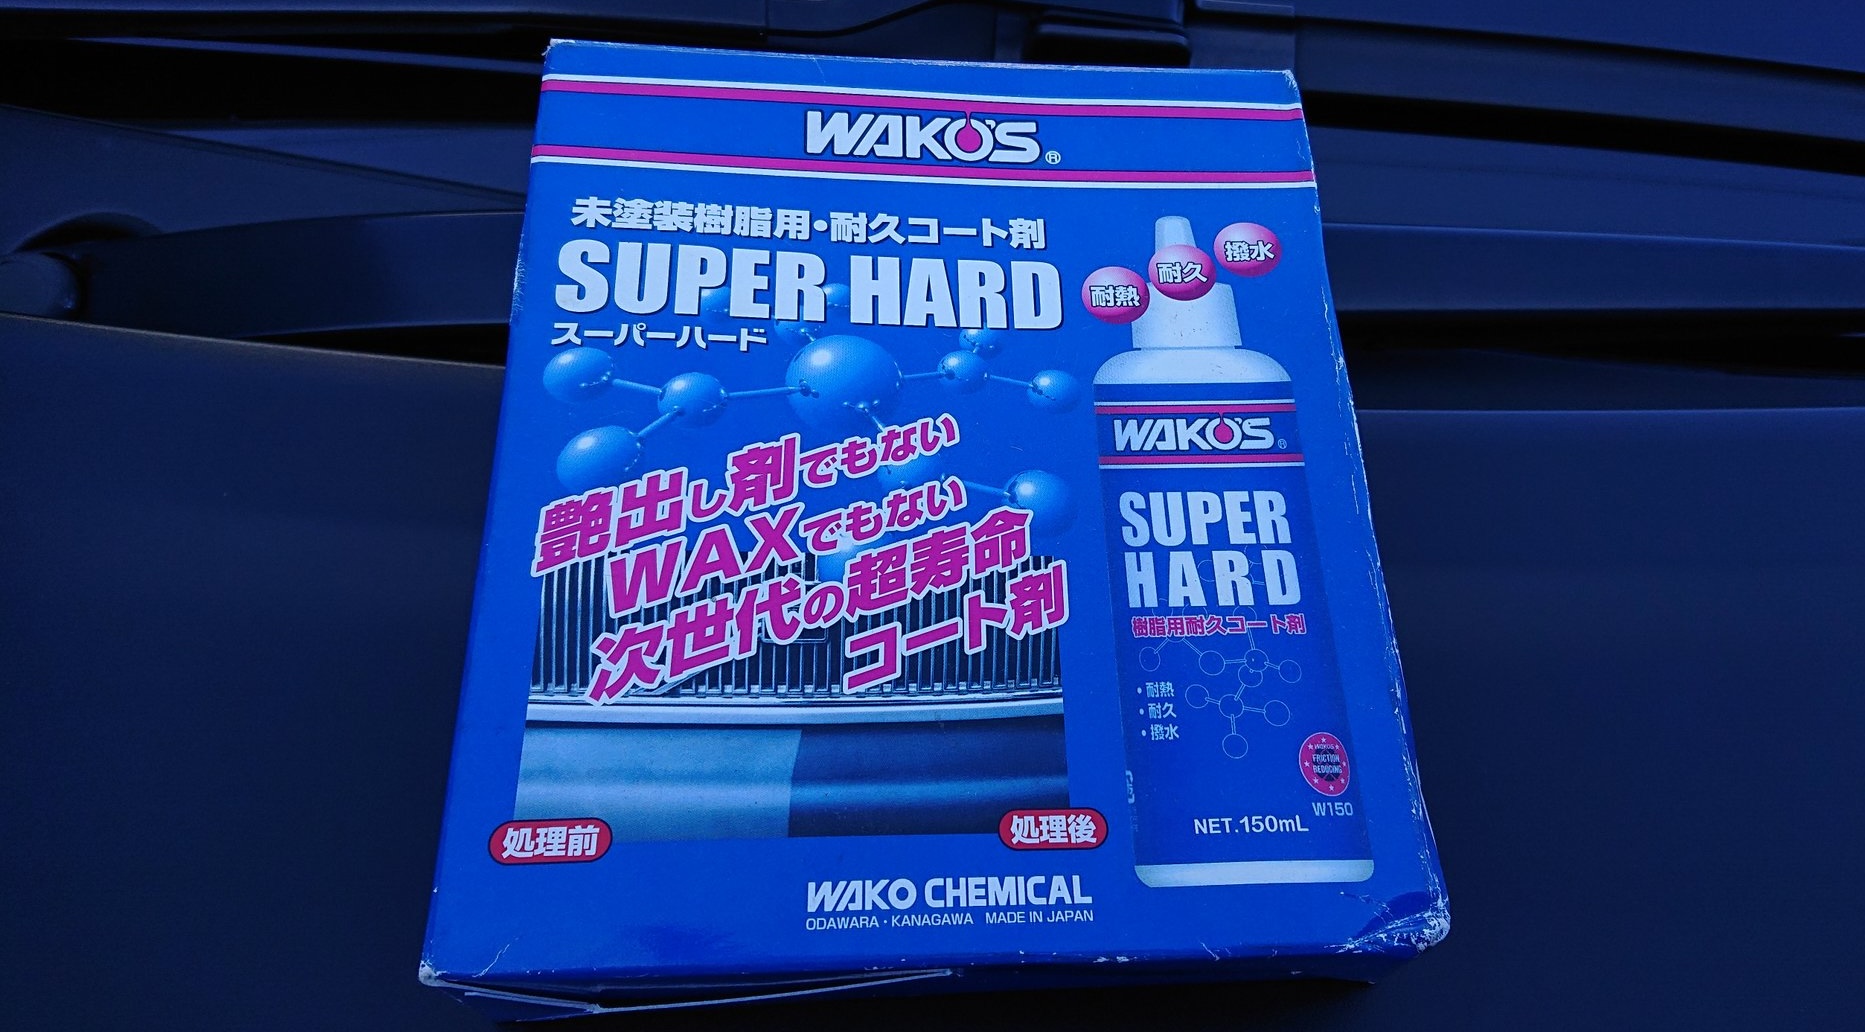 WAKO'S®
未塗装樹脂用・耐久コート剤
SUPER HARD
スーパーハード
耐熱
耐久
撥水
艶出し剤でもない
WAXでもない
次世代の超寿命
コート剤
処理前
処理後
WAKO CHEMICAL
ODAWARA・KANAGAWA MADE IN JAPAN
WAKO'S®
SUPER
HARD
樹脂用耐久コート剤
・耐熱
・耐久
・撥水
WAKO'S
FRICTION
REDUCING
W150
NET.150mL